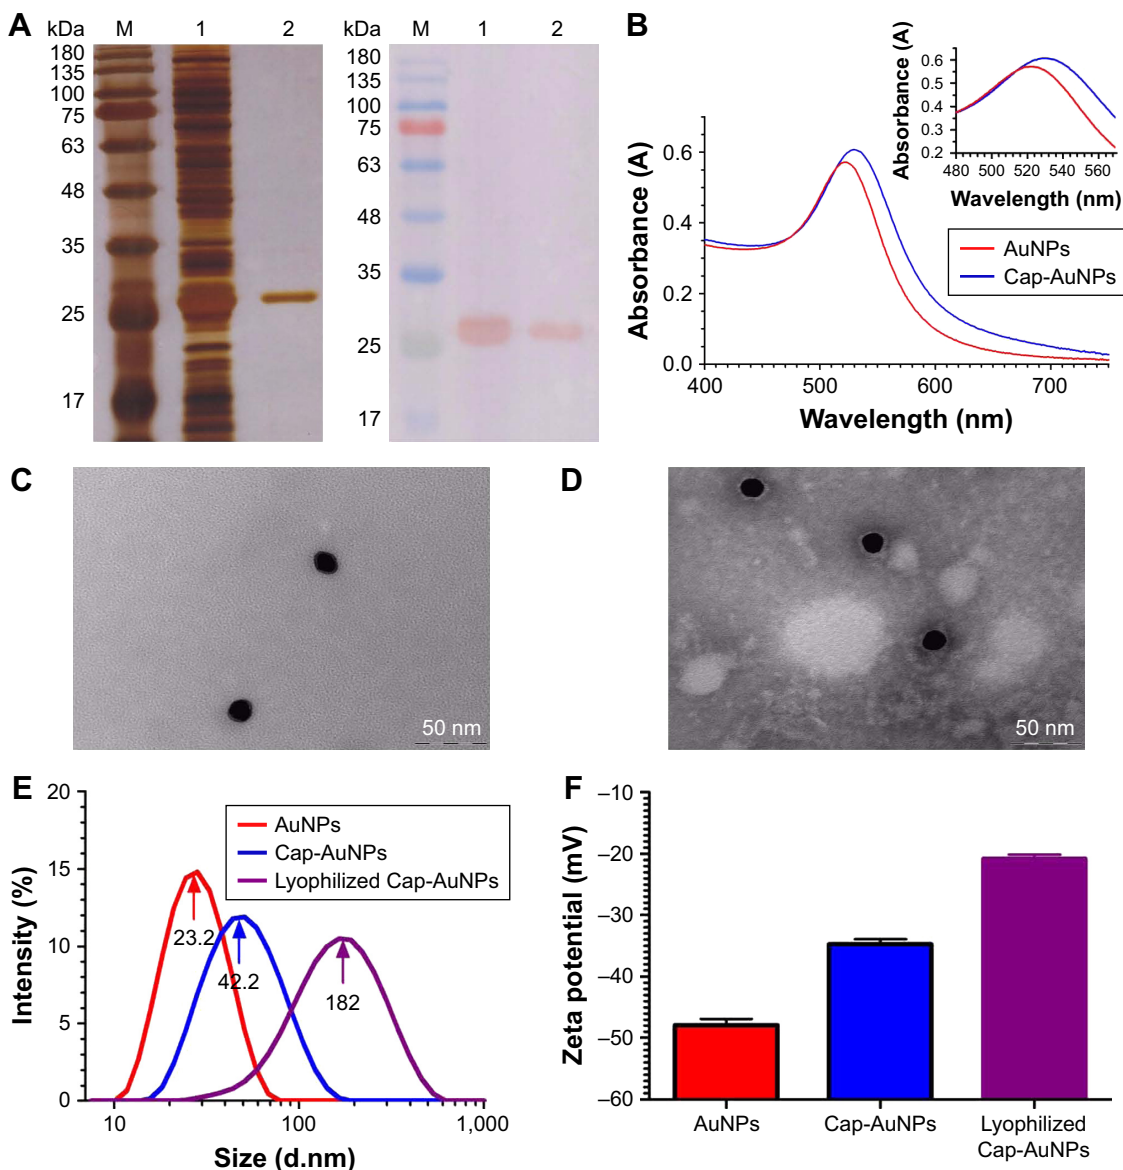 A
kDa M 1 2
180
135
100
75
63
48
35
25
17
kDa M 1 2
180
135
100
75
63
48
35
25
17
B
Absorbance (A)
0.6
0.4
0.2
0.0
400 500 600 700
Wavelength (nm)
Absorbance (A)
0.6
0.5
0.4
0.3
0.2
480 500 520 540 560
Wavelength (nm)
AuNPs
Cap-AuNPs
C
50 nm
D
50 nm
E
Intensity (%)
20
15
10
5
0
AuNPs
Cap-AuNPs
Lyophilized Cap-AuNPs
23.2
42.2
182
10 100 1,000
Size (d.nm)
F
Zeta potential (mV)
–10
–20
–30
–40
–50
–60
AuNPs
Cap-AuNPs
Lyophilized
Cap-AuNPs